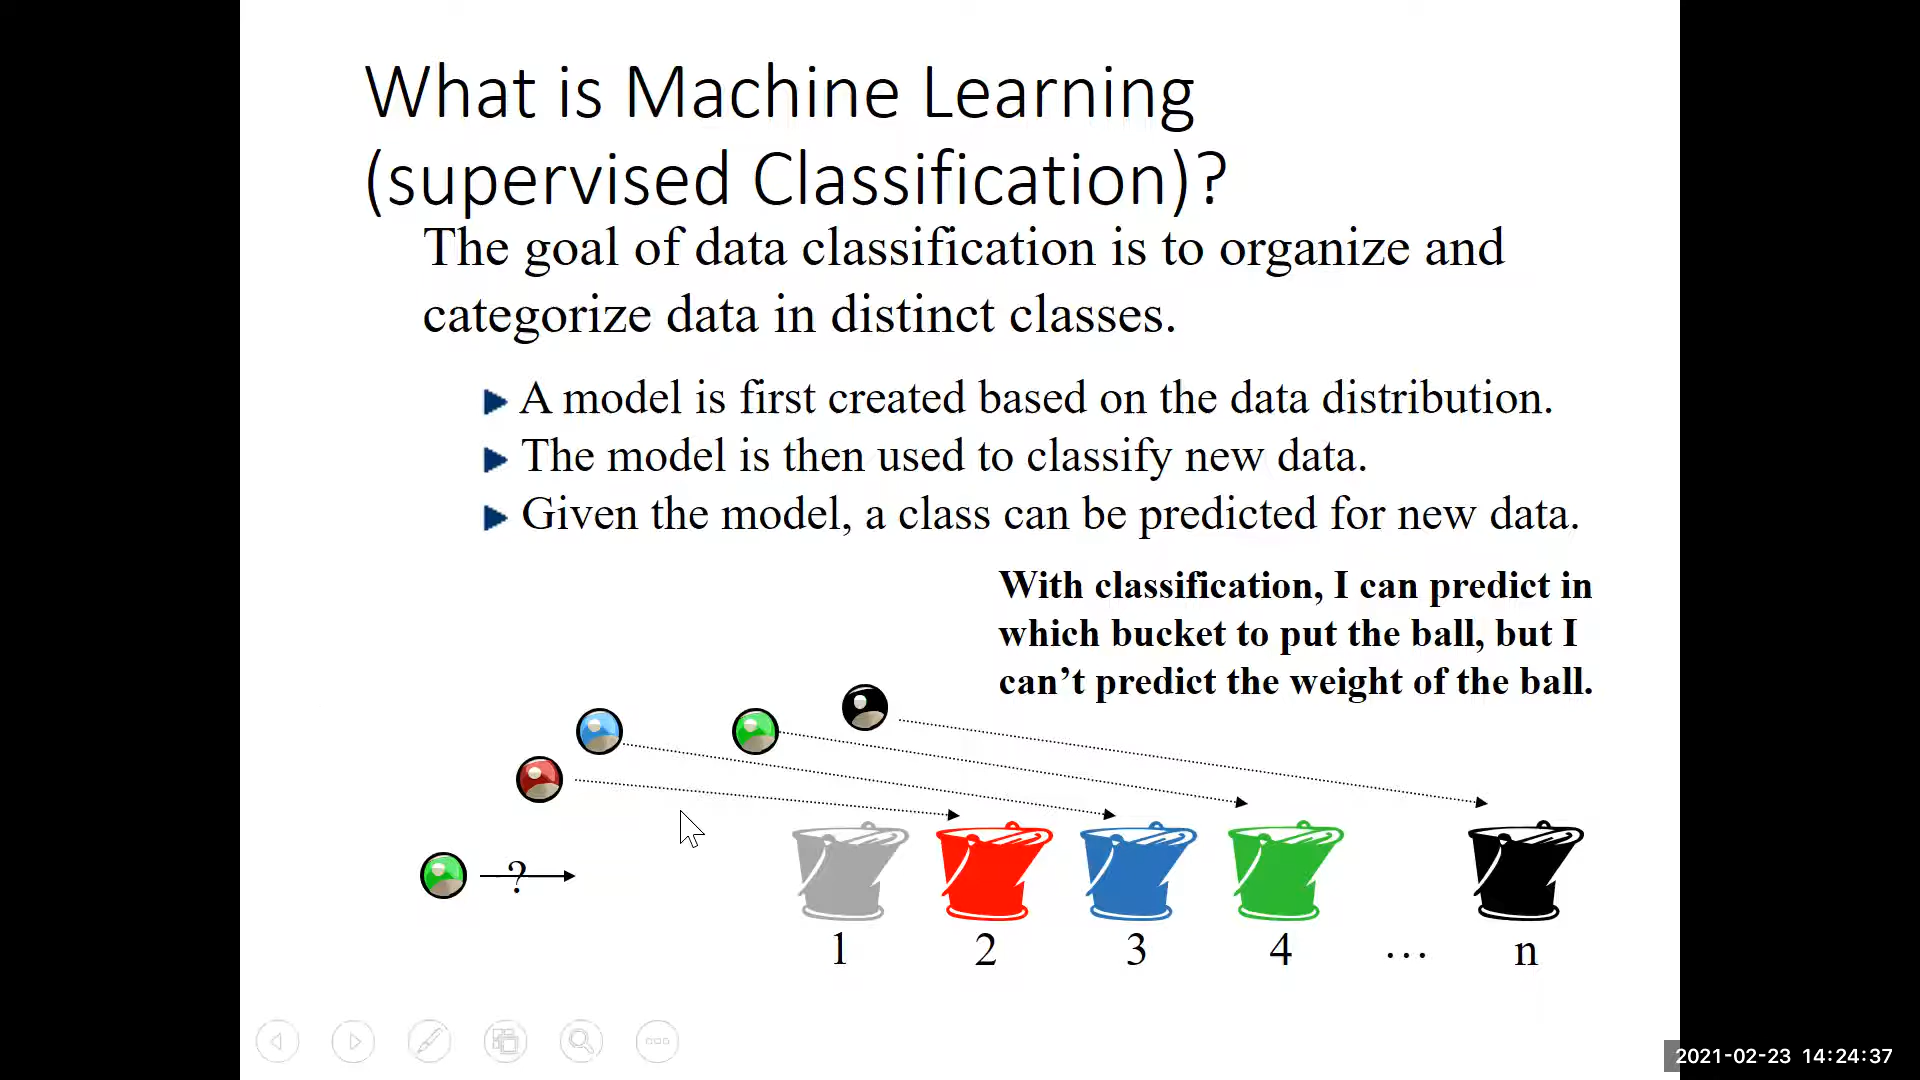 What is Machine Learning
(supervised Classification)?
The goal of data classification is to organize and
categorize data in distinct classes.
A model is first created based on the data distribution.
The model is then used to classify new data.
Given the model, a class can be predicted for new data.
With classification, I can predict in
which bucket to put the ball, but I
can’t predict the weight of the ball.
?
1 2 3 4 … n
2021-02-23 14:24:37